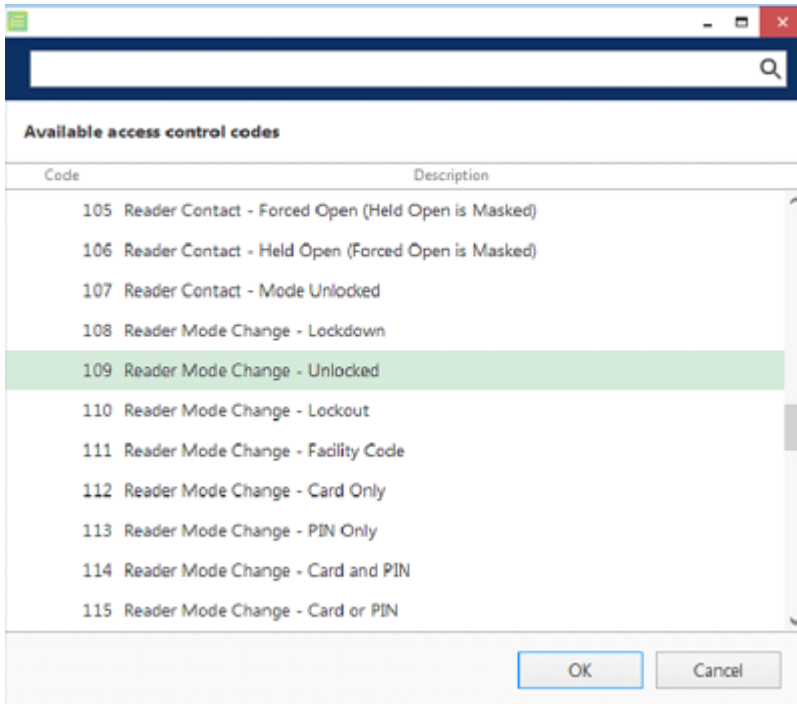 Available access control codes
Code Description
105 Reader Contact - Forced Open (Held Open is Masked)
106 Reader Contact - Held Open (Forced Open is Masked)
107 Reader Contact - Mode Unlocked
108 Reader Mode Change - Lockdown
109 Reader Mode Change - Unlocked
110 Reader Mode Change - Lockout
111 Reader Mode Change - Facility Code
112 Reader Mode Change - Card Only
113 Reader Mode Change - PIN Only
114 Reader Mode Change - Card and PIN
115 Reader Mode Change - Card or PIN
OK Cancel